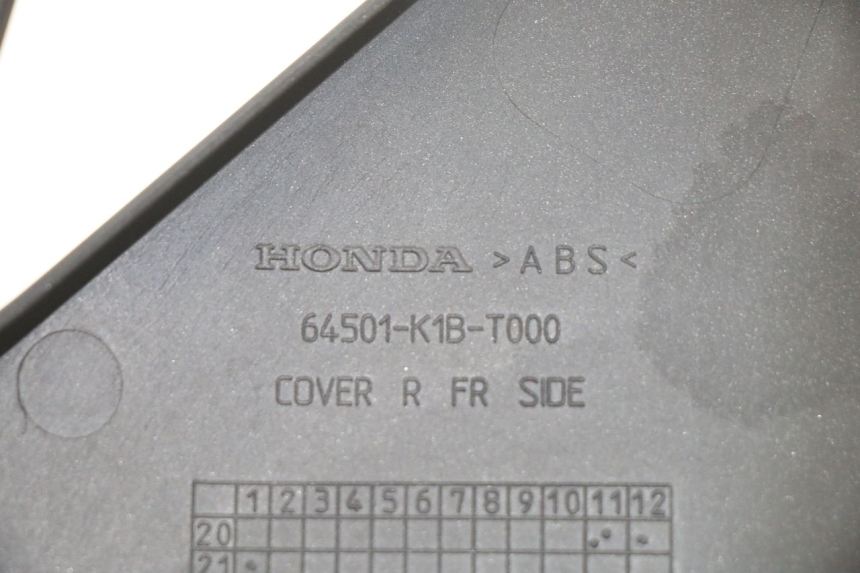 HONDA >ABS<
64501-K1B-T000
COVER R FR SIDE
1 2 3 4 5 6 7 8 9 10 11 12
20
21